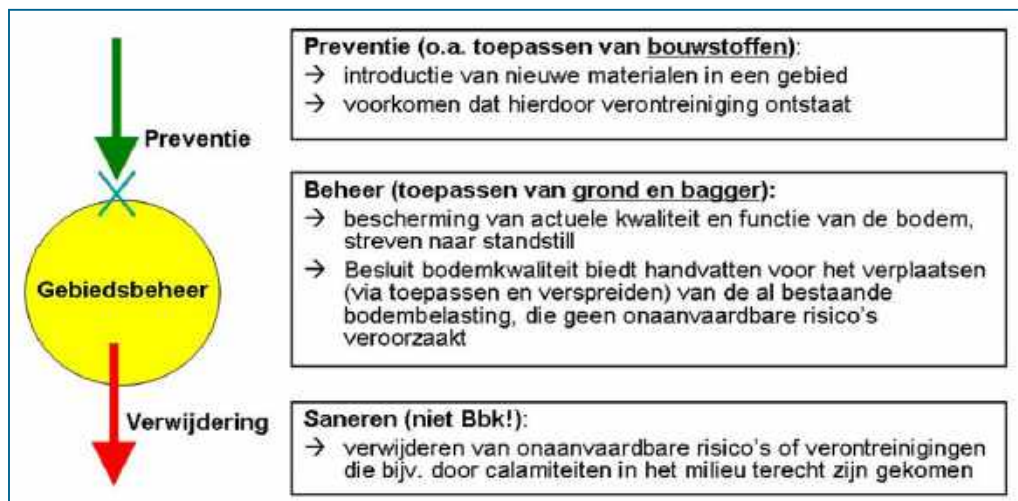 Preventie (o.a. toepassen van bouwstoffen):
→ introductie van nieuwe materialen in een gebied
→ voorkomen dat hierdoor verontreiniging ontstaat
Preventie
Beheer (toepassen van grond en bagger):
→ bescherming van actuele kwaliteit en functie van de bodem,
streven naar standstill
→ Besluit bodemkwaliteit biedt handvatten voor het verplaatsen
(via toepassen en verspreiden) van de al bestaande
bodembelasting, die geen onaanvaardbare risico's
veroorzaakt
Gebiedsbeheer
Verwijdering
Saneren (niet Bbk!):
→ verwijderen van onaanvaardbare risico's of verontreinigingen
die bijv. door calamiteiten in het milieu terecht zijn gekomen